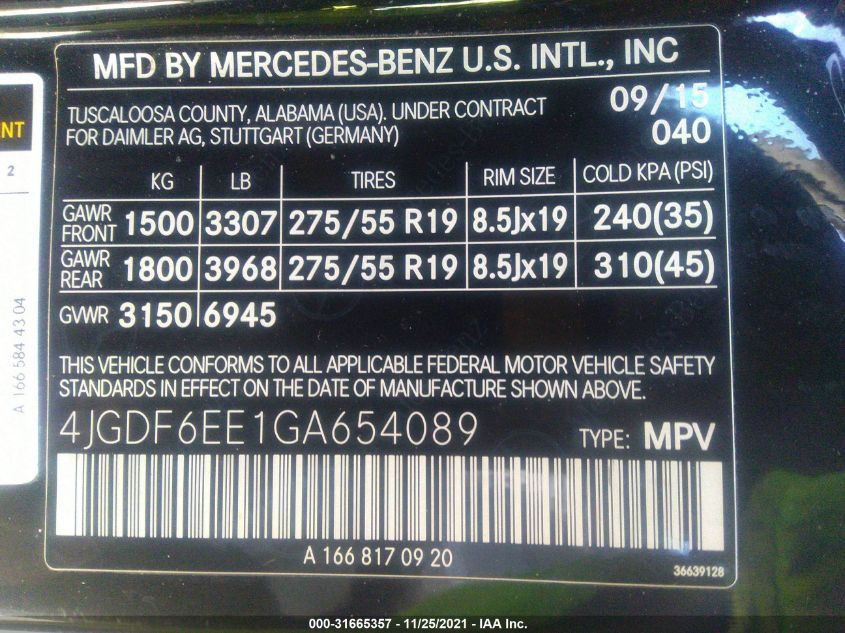 MFD BY MERCEDES-BENZ U.S. INTL., INC
TUSCALOOSA COUNTY, ALABAMA (USA). UNDER CONTRACT
FOR DAIMLER AG, STUTTGART (GERMANY)
09/15
040
KG LB TIRES RIM SIZE COLD KPA (PSI)
GAWR FRONT 1500 3307 275/55 R19 8.5Jx19 240(35)
GAWR REAR 1800 3968 275/55 R19 8.5Jx19 310(45)
GVWR 3150 6945
THIS VEHICLE CONFORMS TO ALL APPLICABLE FEDERAL MOTOR VEHICLE SAFETY
STANDARDS IN EFFECT ON THE DATE OF MANUFACTURE SHOWN ABOVE.
4JGDF6EE1GA654089 TYPE: MPV
A 166 817 09 20
36639128
NT
2
A 166 584 43 04
000-31665357 - 11/25/2021 - IAA Inc.